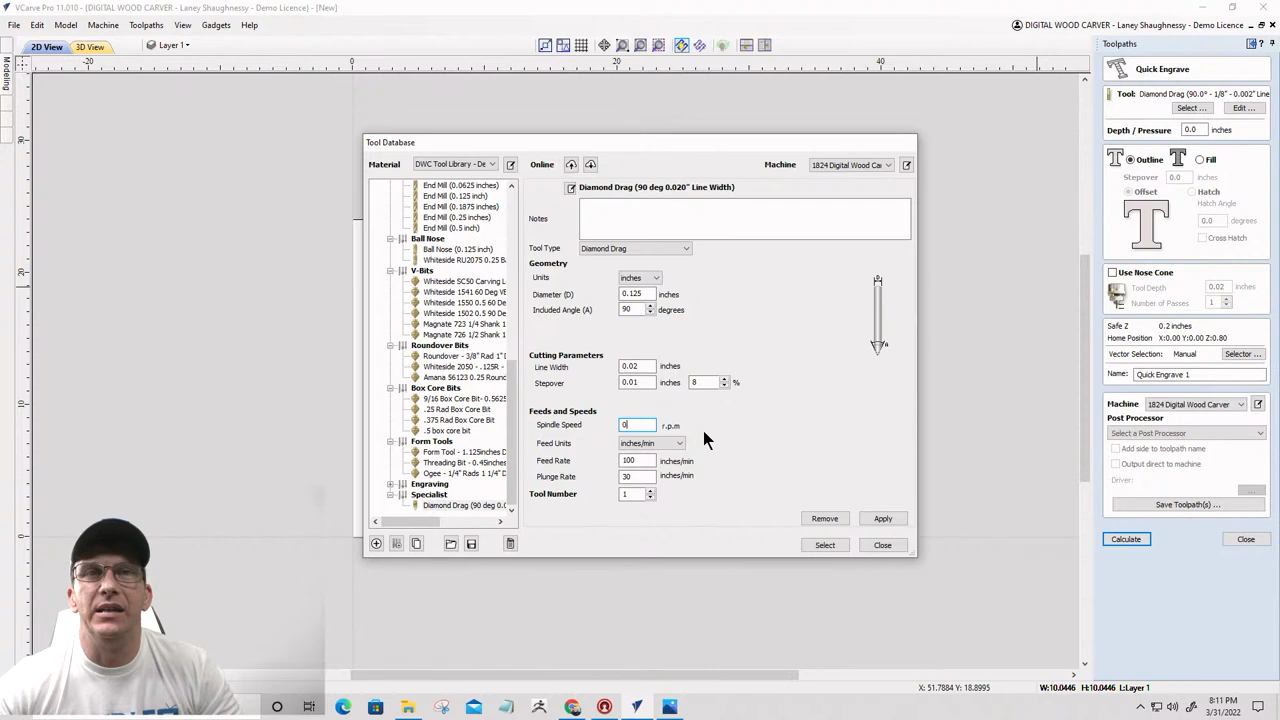 VCarve Pro 11.010 - {DIGITAL WOOD CARVER - Laney Shaughnessy - Demo Licence} - [New]
File Edit Model Machine Toolpaths View Gadgets Help
DIGITAL WOOD CARVER - Laney Shaughnessy - Demo Licence
2D View 3D View Layer 1
-20 0 20 40
Modeling
30
20
10
0
Tool Database
Material DWC Tool Library - De
Online
Machine 1824 Digital Wood Car
End Mill (0.0625 inches)
End Mill (0.125 inch)
End Mill (0.1875 inches)
End Mill (0.25 inches)
End Mill (0.5 inch)
Ball Nose
Ball Nose (0.125 inch)
Whiteside RU2075 0.25 Ba
V-Bits
Whiteside SC50 Carving L
Whiteside 1541 60 Deg VE
Whiteside 1550 0.5 60 De
Whiteside 1502 0.5 90 De
Magnate 723 1/4 Shank 1
Magnate 726 1/2 Shank 1
Roundover Bits
Roundover - 3/8" Rad 1" D
Whiteside 2050 - .125R -
Amana 56123 0.25 Round
Box Core Bits
9/16 Box Core Bit- 0.5625
.25 Rad Box Core Bit
.375 Rad Box Core Bit
.5 box core bit
Form Tools
Form Tool - 1/4" Rads 1 D
Threading Bit - 0.45inches
Ogee - 1/4" Rads 1 1/4" D
Engraving
Specialist
Diamond Drag (90 deg 0.0
Diamond Drag (90 deg 0.020" Line Width)
Notes
Tool Type Diamond Drag
Geometry
Units inches
Diameter (D) 0.125 inches
Included Angle (A) 90 degrees
D
A
Cutting Parameters
Line Width 0.02 inches
Stepover 0.01 inches 8 %
Feeds and Speeds
Spindle Speed 0 r.p.m
Feed Units inches/min
Feed Rate 100 inches/min
Plunge Rate 30 inches/min
Tool Number 1
Remove Apply
Select Close
Toolpaths
Quick Engrave
Tool: Diamond Drag (90.0° - 1/8" - 0.002" Line
Select ... Edit ...
Depth / Pressure 0.0 inches
Outline Fill
Stepover
0.0 inches
Offset Hatch
Hatch Angle
0.0 degrees
Cross Hatch
Use Nose Cone
Tool Depth 0.02 inches
Number of Passes 1
Safe Z 0.2 inches
Home Position X:0.00 Y:0.00 Z:0.80
Vector Selection: Manual Selector ...
Name: Quick Engrave 1
Machine 1824 Digital Wood Carver
Post Processor
Select a Post Processor
Add side to toolpath name
Output direct to machine
Driver: ...
Save Toolpath(s) ...
Calculate Close
X: 51.7884 Y: 18.8995
W:10.0446 H:10.0446 L:Layer 1
8:11 PM
3/31/2022